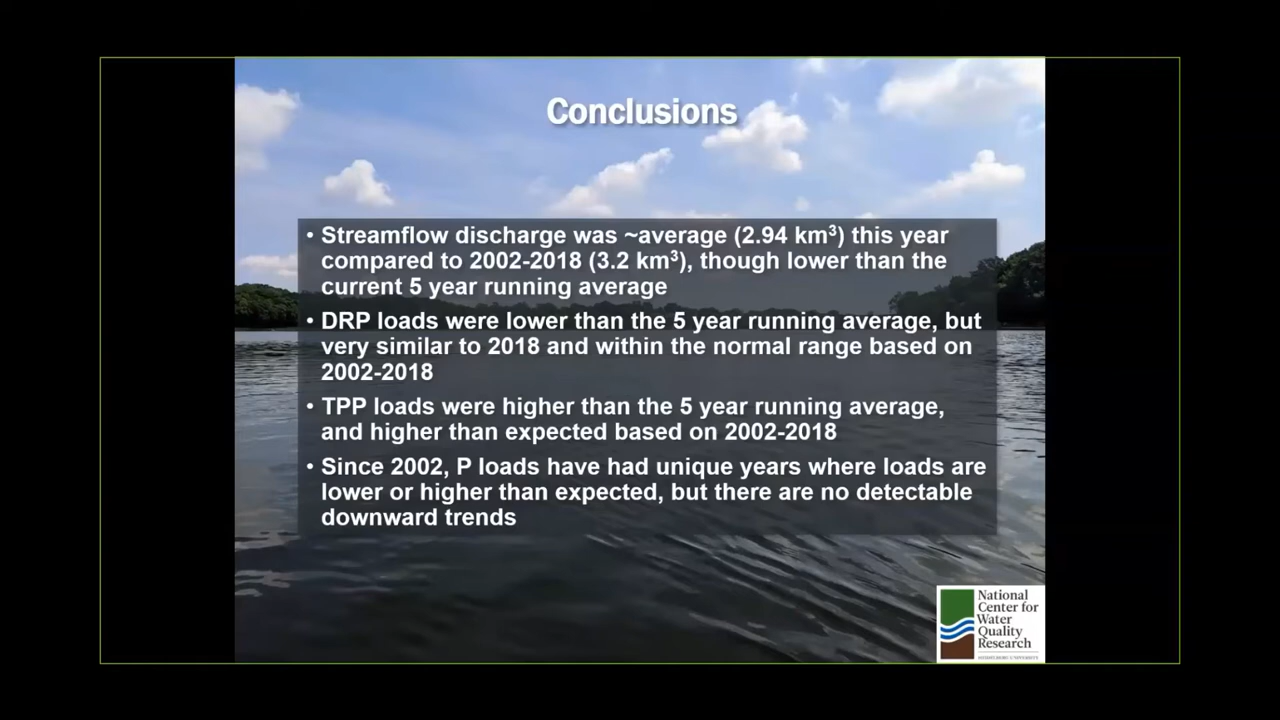 Conclusions
• Streamflow discharge was ~average (2.94 km³) this year
compared to 2002-2018 (3.2 km³), though lower than the
current 5 year running average
• DRP loads were lower than the 5 year running average, but
very similar to 2018 and within the normal range based on
2002-2018
• TPP loads were higher than the 5 year running average,
and higher than expected based on 2002-2018
• Since 2002, P loads have had unique years where loads are
lower or higher than expected, but there are no detectable
downward trends
National
Center for
Water
Quality
Research